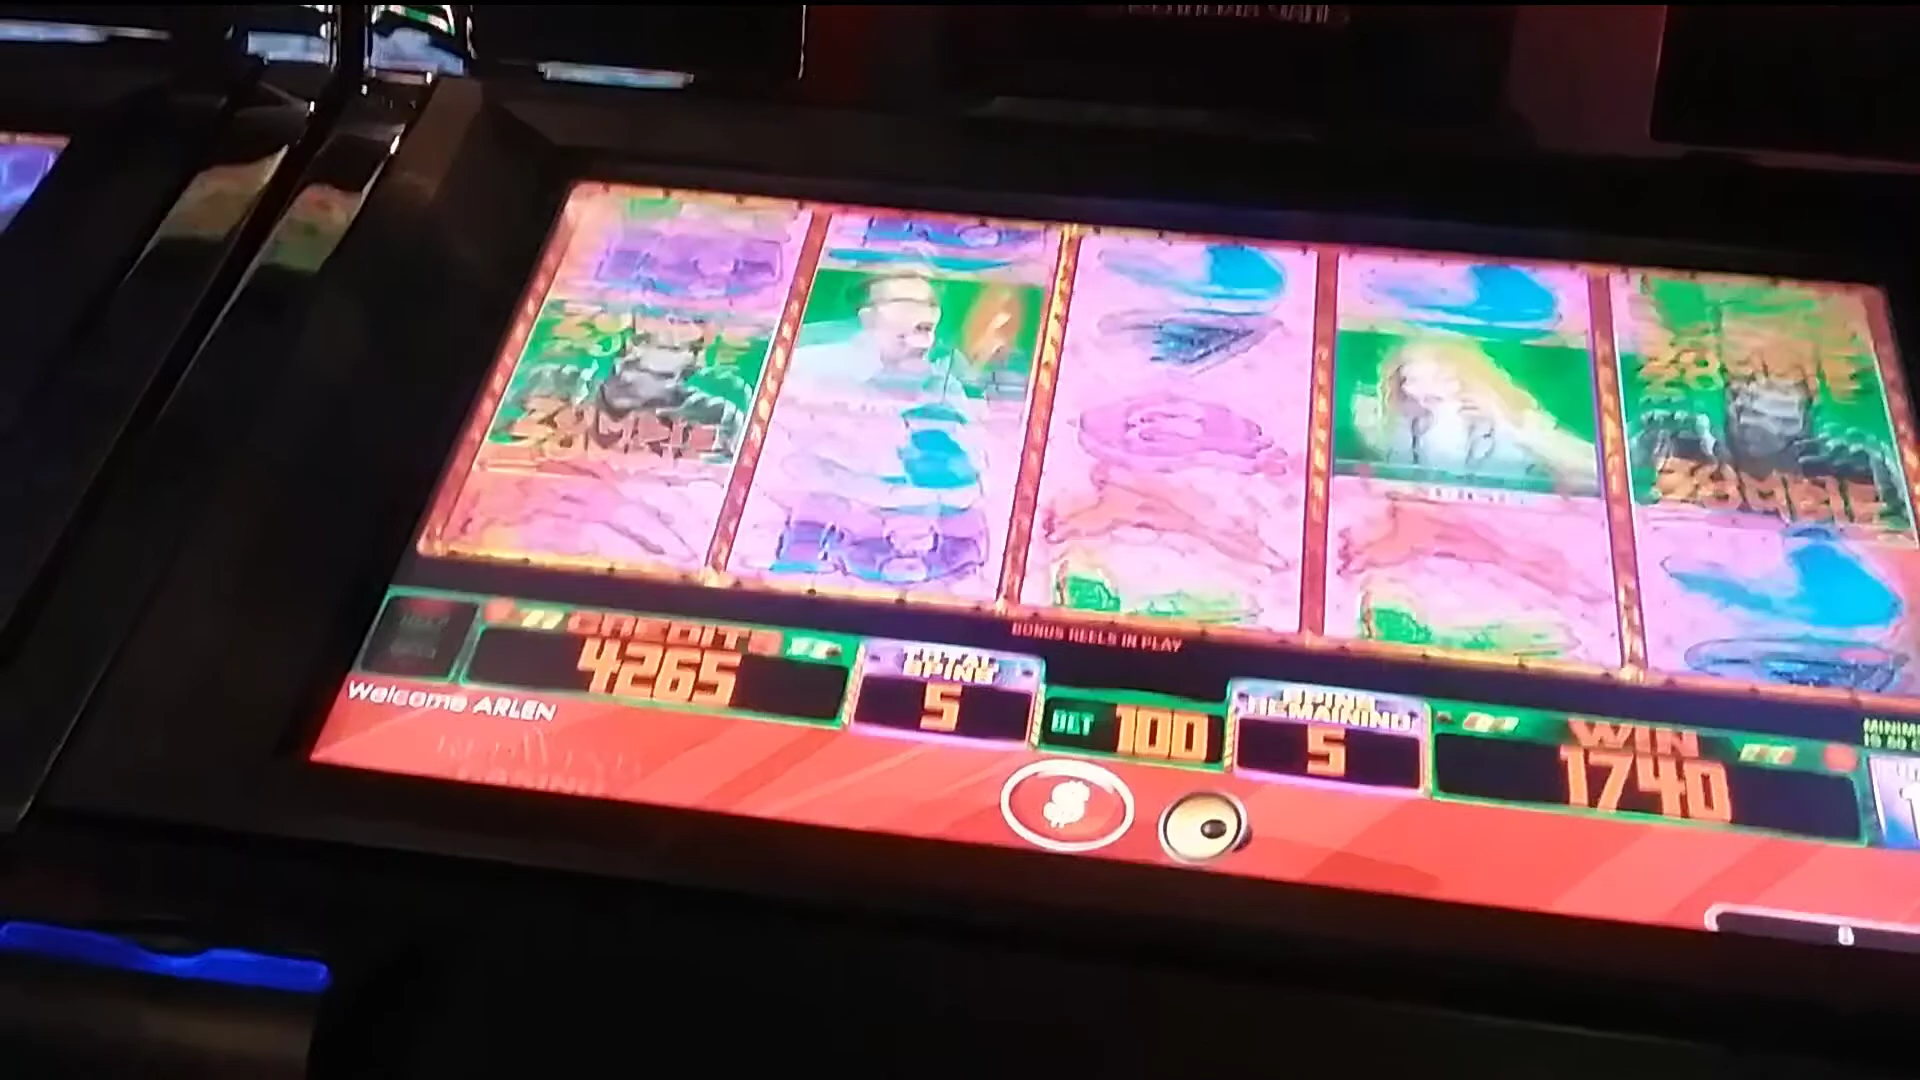 ZOMBIE
ZOMBIE
ZOMBIE
ZOMBIE
BONUS REELS IN PLAY
CREDITS
4265
TOTAL SPINS
5
BET 100
SPINS REMAINING
5
WIN
1740
Welcome ARLEN
$